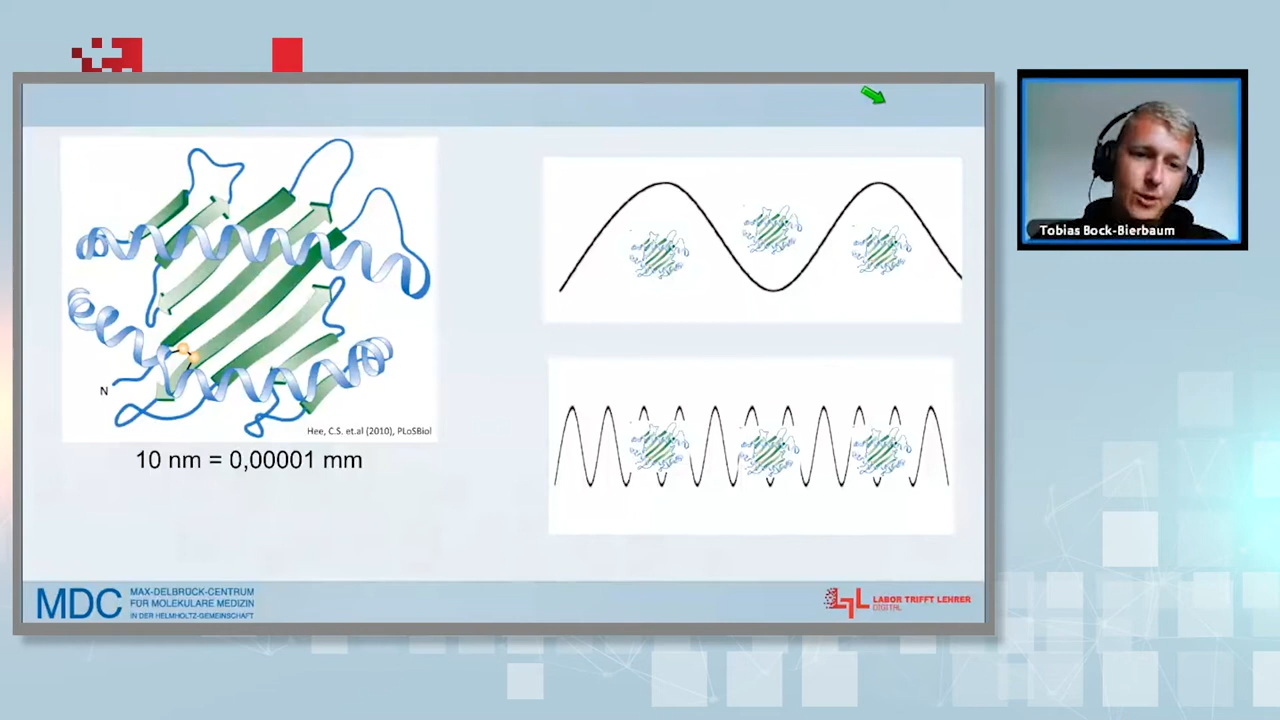 Tobias Bock-Bierbaum
N
Hee, C.S. et.al (2010), PLoSBiol
10 nm = 0,00001 mm
MDC
MAX-DELBRÜCK-CENTRUM
FÜR MOLEKULARE MEDIZIN
IN DER HELMHOLTZ-GEMEINSCHAFT
LTL
LABOR TRIFFT LEHRER
DIGITAL